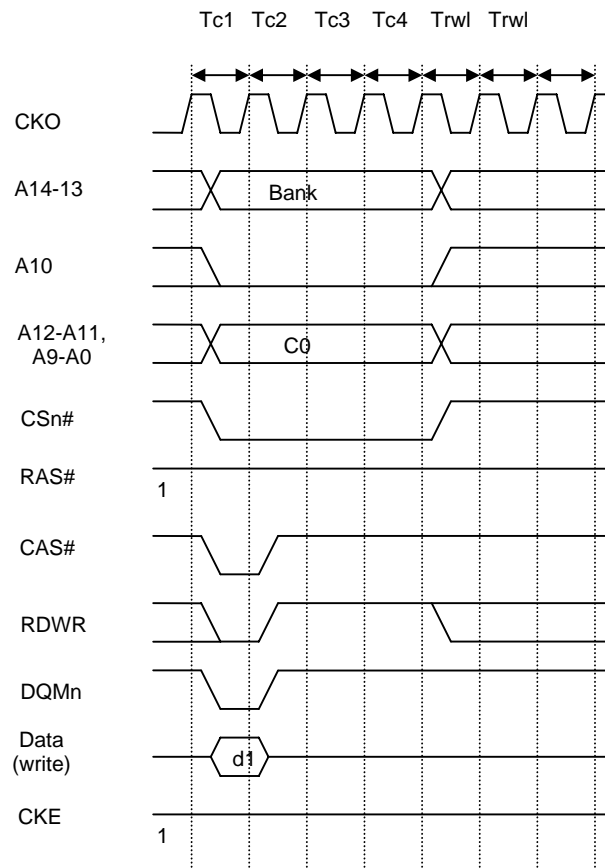 Tc1 Tc2 Tc3 Tc4 Trwl Trwl
CKO
A14-13
Bank
A10
A12-A11,
A9-A0
C0
CSn#
RAS#
1
CAS#
RDWR
DQMn
Data
(write)
d1
CKE
1